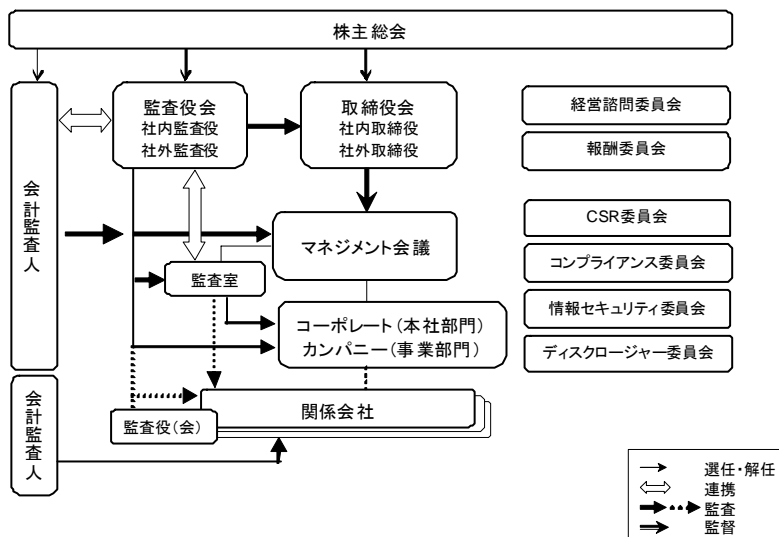 株主総会
会計監査人
監査役会
社内監査役
社外監査役
取締役会
社内取締役
社外取締役
経営諮問委員会
報酬委員会
CSR委員会
コンプライアンス委員会
情報セキュリティ委員会
ディスクロージャー委員会
マネジメント会議
監査室
コーポレート（本社部門）
カンパニー（事業部門）
関係会社
監査役（会）
会計監査人
選任・解任
連携
監査
監督